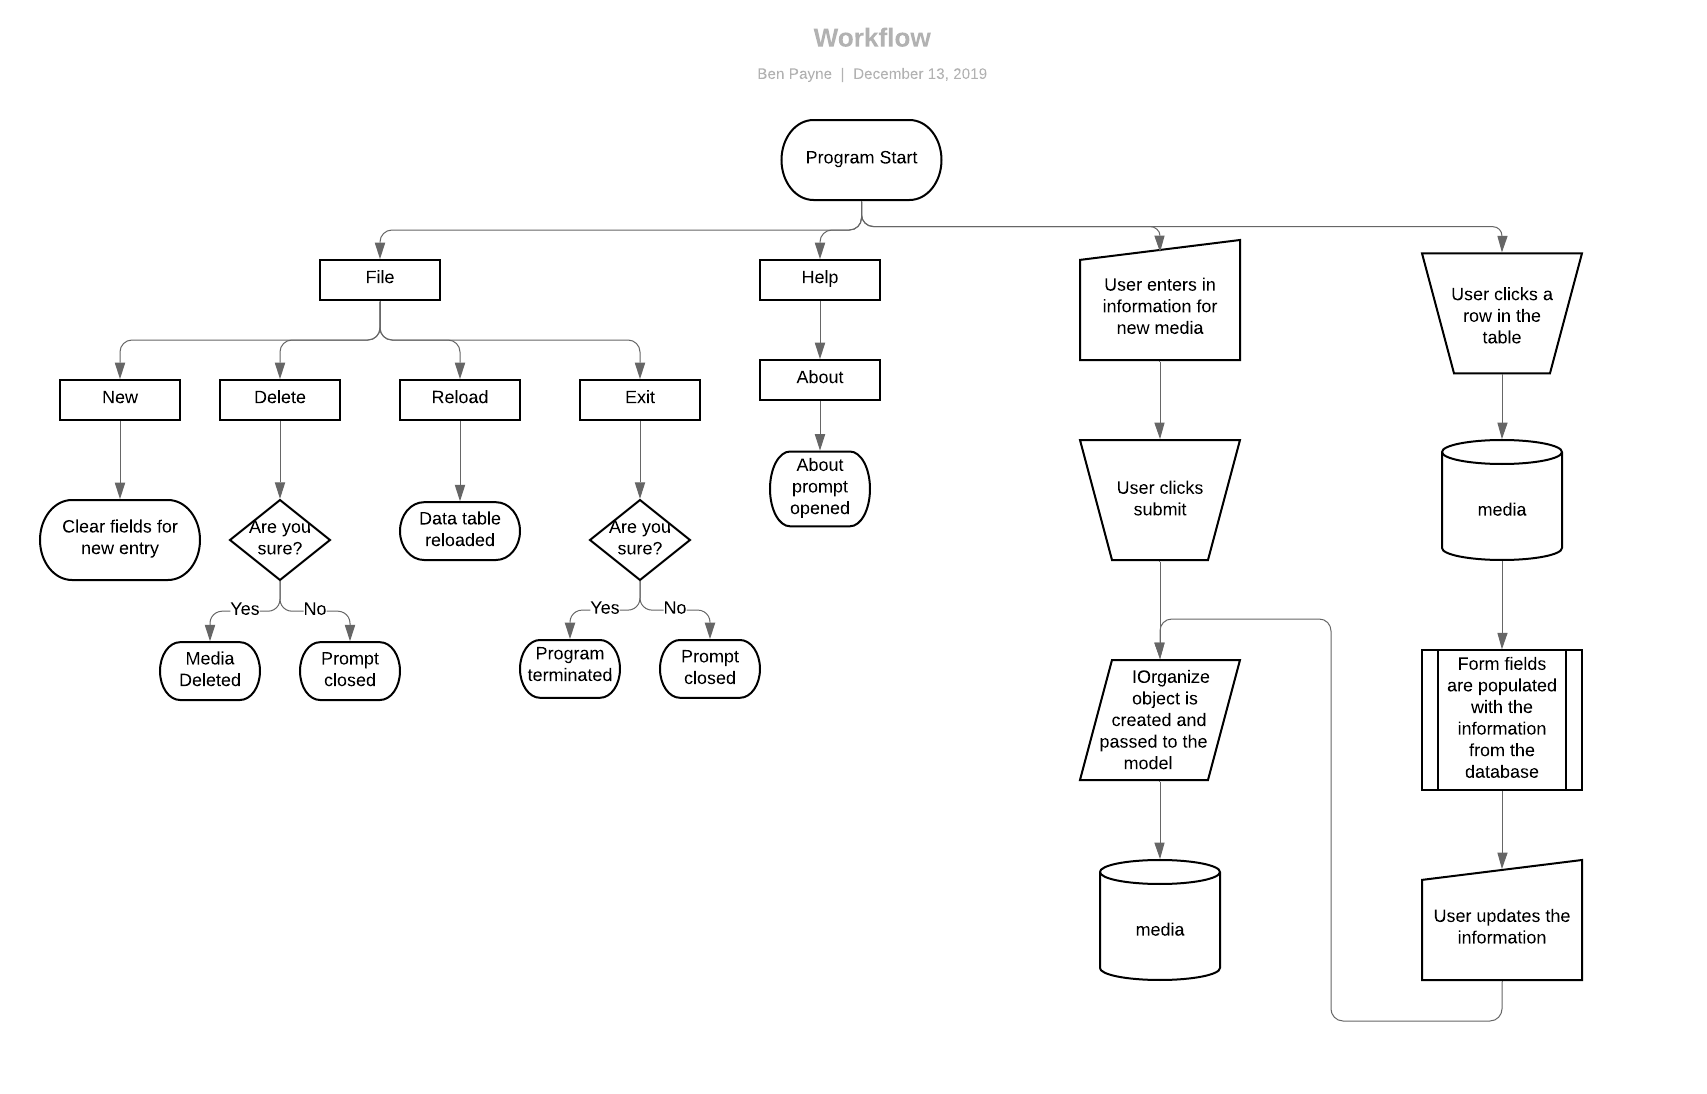 Workflow
Ben Payne | December 13, 2019
Program Start
File
Help
User enters in
information for
new media
User clicks a
row in the
table
New
Delete
Reload
Exit
About
Clear fields for
new entry
Are you
sure?
Data table
reloaded
Are you
sure?
About
prompt
opened
User clicks
submit
media
Yes
No
Yes
No
Media
Deleted
Prompt
closed
Program
terminated
Prompt
closed
IOrganize
object is
created and
passed to the
model
Form fields
are populated
with the
information
from the
database
media
User updates the
information